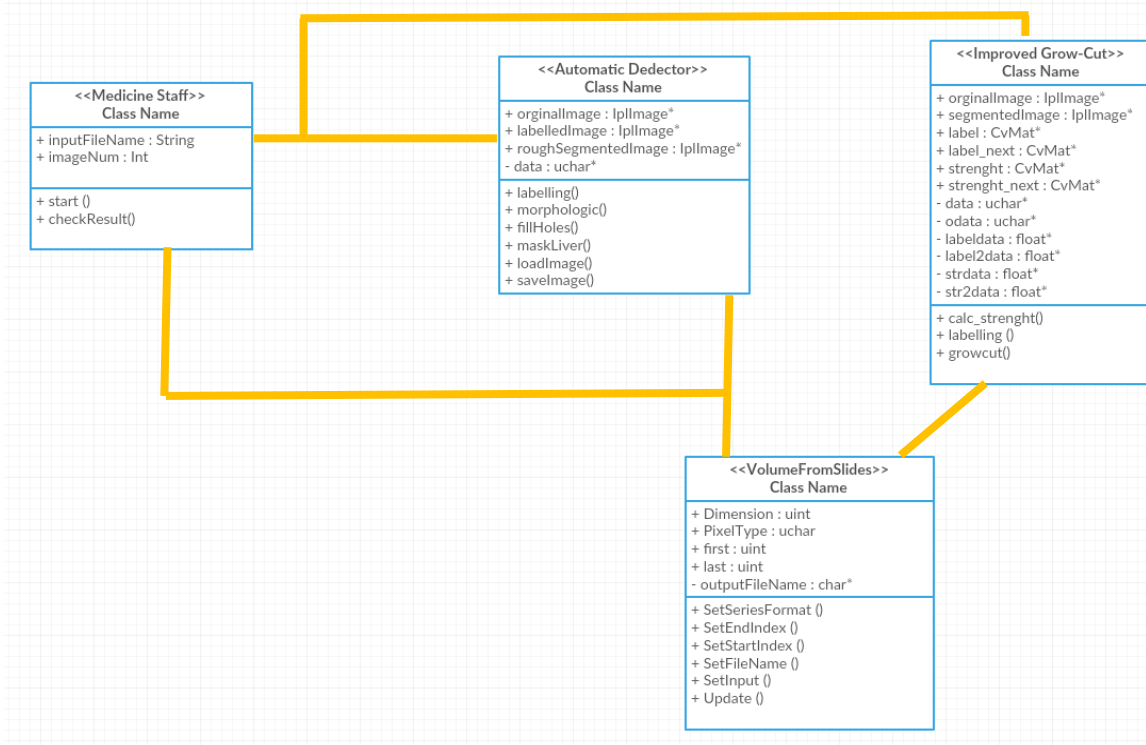 <<Medicine Staff>>
Class Name
+ inputFileName : String
+ imageNum : Int
+ start ()
+ checkResult()
<<Automatic Dedector>>
Class Name
+ orginalImage : IplImage*
+ labelledImage : IplImage*
+ roughSegmentedImage : IplImage*
- data : uchar*
+ labelling()
+ morphologic()
+ fillHoles()
+ maskLiver()
+ loadImage()
+ saveImage()
<<Improved Grow-Cut>>
Class Name
+ orginalImage : IplImage*
+ segmentedImage : IplImage*
+ label : CvMat*
+ label_next : CvMat*
+ strenght : CvMat*
+ strenght_next : CvMat*
- data : uchar*
- odata : uchar*
- labeldata : float*
- label2data : float*
- strdata : float*
- str2data : float*
+ calc_strenght()
+ labelling ()
+ growcut()
<<VolumeFromSlides>>
Class Name
+ Dimension : uint
+ PixelType : uchar
+ first : uint
+ last : uint
- outputFileName : char*
+ SetSeriesFormat ()
+ SetEndIndex ()
+ SetStartIndex ()
+ SetFileName ()
+ SetInput ()
+ Update ()